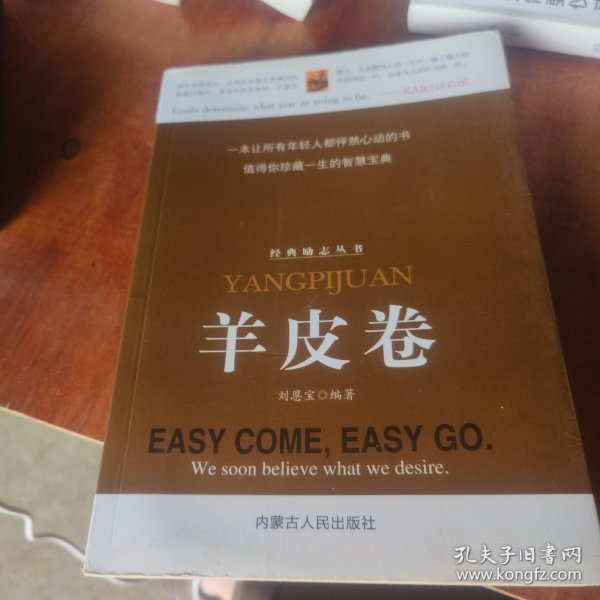 Goals determine what you're going to be.
——KARNEGIE
一本让所有年轻人都怦然心动的书
值得你珍藏一生的智慧宝典
经典励志丛书
YANGPIJUAN
羊皮卷
刘恩宝◎编著
EASY COME, EASY GO.
We soon believe what we desire.
内蒙古人民出版社
孔夫子旧书网
www.kongfz.com